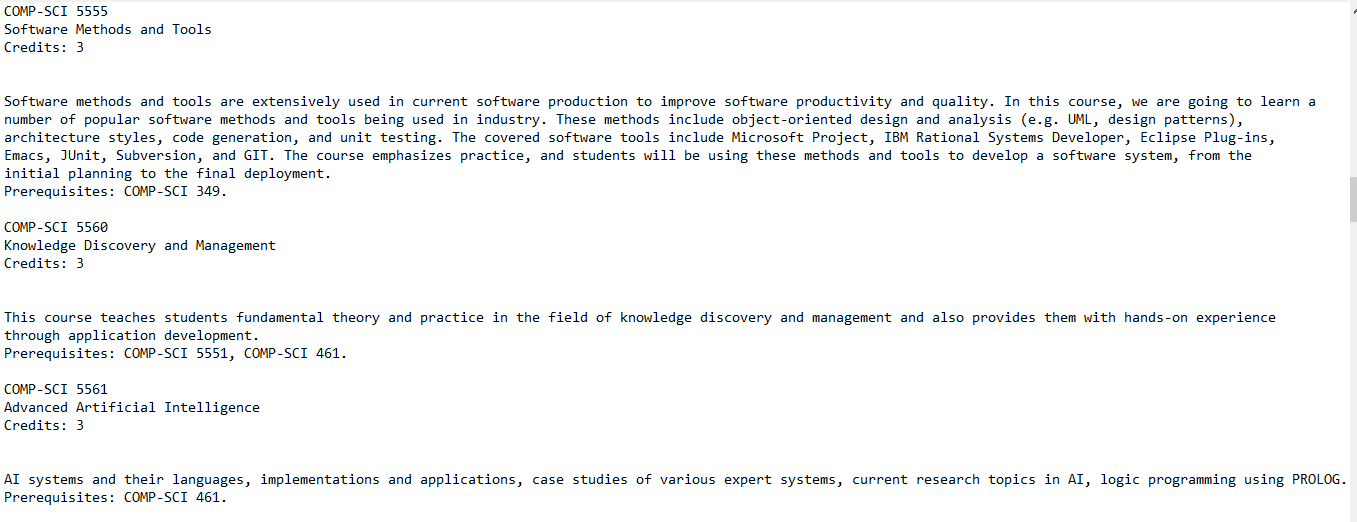 COMP-SCI 5555
Software Methods and Tools
Credits: 3
Software methods and tools are extensively used in current software production to improve software productivity and quality. In this course, we are going to learn a
number of popular software methods and tools being used in industry. These methods include object-oriented design and analysis (e.g. UML, design patterns),
architecture styles, code generation, and unit testing. The covered software tools include Microsoft Project, IBM Rational Systems Developer, Eclipse Plug-ins,
Emacs, JUnit, Subversion, and GIT. The course emphasizes practice, and students will be using these methods and tools to develop a software system, from the
initial planning to the final deployment.
Prerequisites: COMP-SCI 349.
COMP-SCI 5560
Knowledge Discovery and Management
Credits: 3
This course teaches students fundamental theory and practice in the field of knowledge discovery and management and also provides them with hands-on experience
through application development.
Prerequisites: COMP-SCI 5551, COMP-SCI 461.
COMP-SCI 5561
Advanced Artificial Intelligence
Credits: 3
AI systems and their languages, implementations and applications, case studies of various expert systems, current research topics in AI, logic programming using PROLOG.
Prerequisites: COMP-SCI 461.